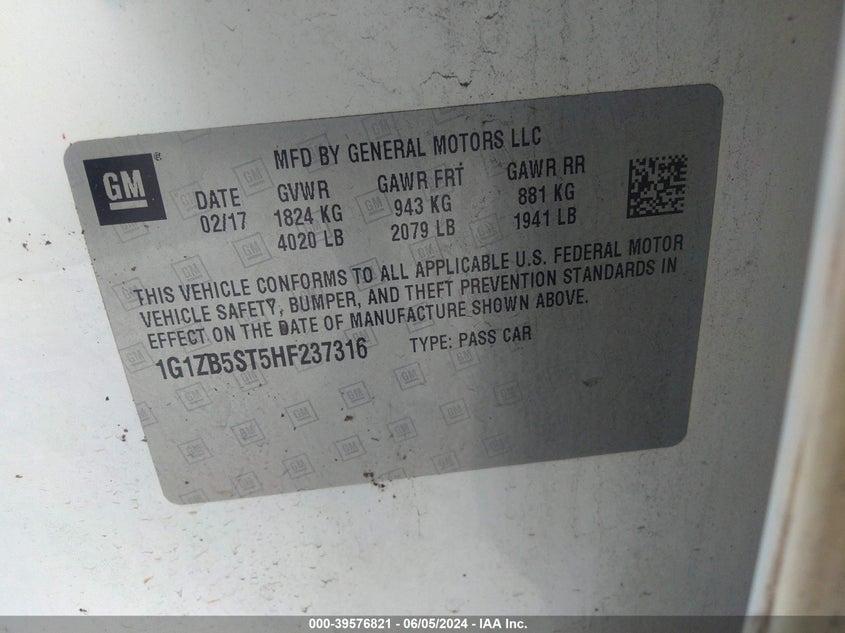 GM
MFD BY GENERAL MOTORS LLC
DATE GVWR GAWR FRT GAWR RR
02/17 1824 KG 943 KG 881 KG
4020 LB 2079 LB 1941 LB
THIS VEHICLE CONFORMS TO ALL APPLICABLE U.S. FEDERAL MOTOR
VEHICLE SAFETY, BUMPER, AND THEFT PREVENTION STANDARDS IN
EFFECT ON THE DATE OF MANUFACTURE SHOWN ABOVE.
1G1ZB5ST5HF237316 TYPE: PASS CAR
000-39576821 - 06/05/2024 - IAA Inc.